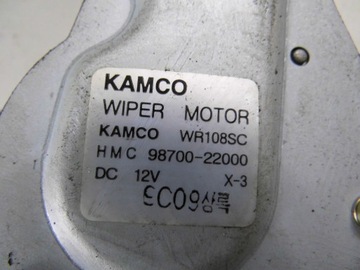 KAMCO
WIPER MOTOR
KAMCO WR108SC
HMC 98700-22000
DC 12V X-3